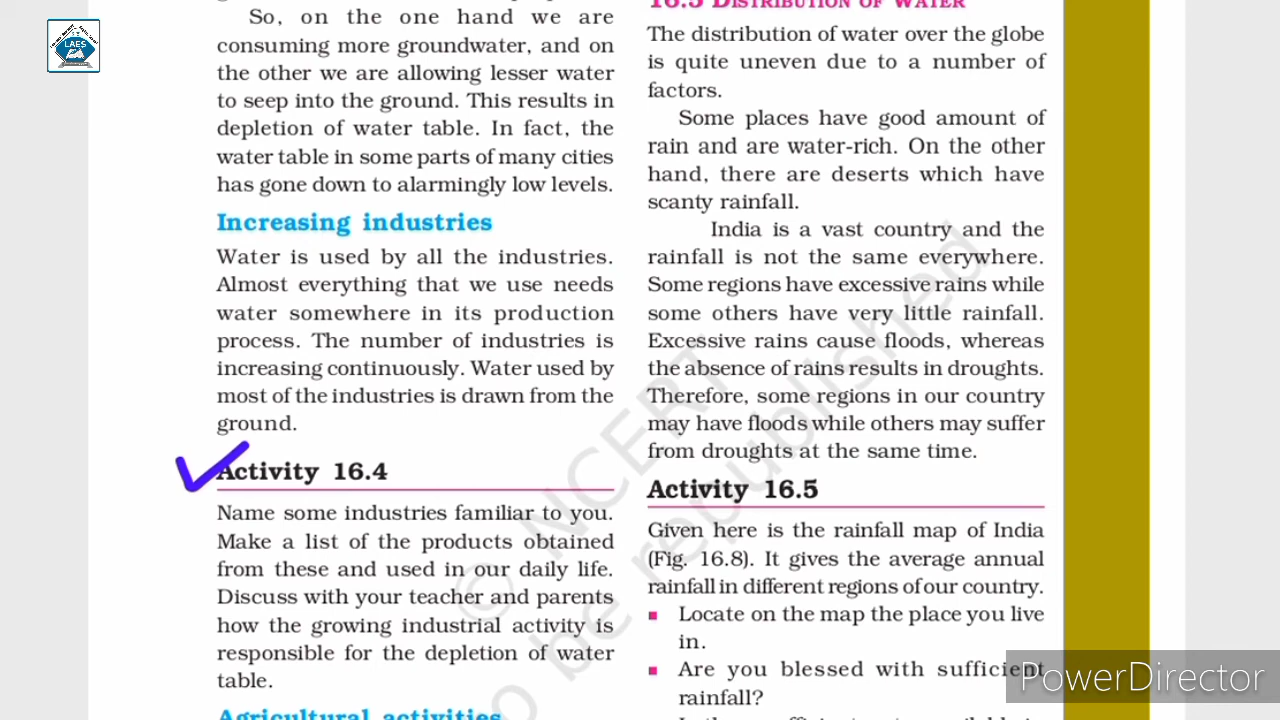 LAES
So, on the one hand we are
consuming more groundwater, and on
the other we are allowing lesser water
to seep into the ground. This results in
depletion of water table. In fact, the
water table in some parts of many cities
has gone down to alarmingly low levels.
Increasing industries
Water is used by all the industries.
Almost everything that we use needs
water somewhere in its production
process. The number of industries is
increasing continuously. Water used by
most of the industries is drawn from the
ground.
Activity 16.4
Name some industries familiar to you.
Make a list of the products obtained
from these and used in our daily life.
Discuss with your teacher and parents
how the growing industrial activity is
responsible for the depletion of water
table.
Agricultural activities
16.5 DISTRIBUTION OF WATER
The distribution of water over the globe
is quite uneven due to a number of
factors.
Some places have good amount of
rain and are water-rich. On the other
hand, there are deserts which have
scanty rainfall.
India is a vast country and the
rainfall is not the same everywhere.
Some regions have excessive rains while
some others have very little rainfall.
Excessive rains cause floods, whereas
the absence of rains results in droughts.
Therefore, some regions in our country
may have floods while others may suffer
from droughts at the same time.
Activity 16.5
Given here is the rainfall map of India
(Fig. 16.8). It gives the average annual
rainfall in different regions of our country.
▪ Locate on the map the place you live
in.
▪ Are you blessed with sufficient
rainfall?
© NCERT
o be republished
PowerDirector